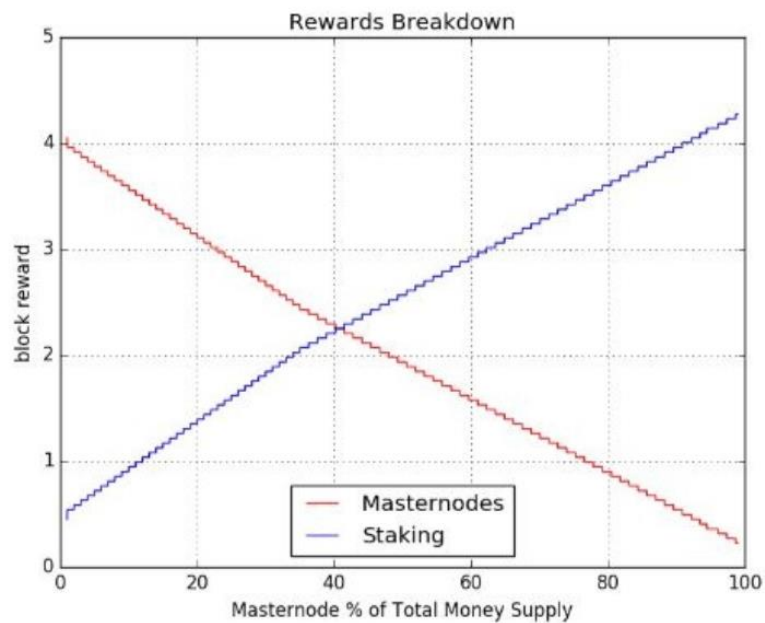 Rewards Breakdown
5
4
3
2
1
0
block reward
Masternodes
Staking
0 20 40 60 80 100
Masternode % of Total Money Supply